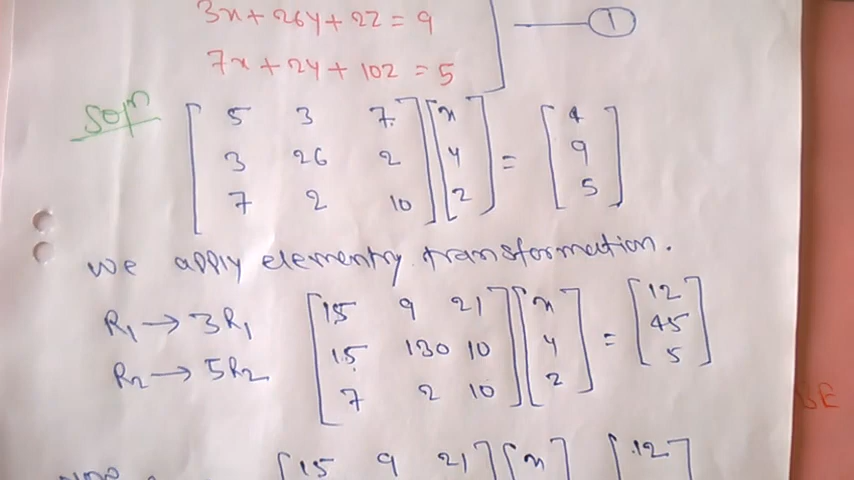 3x + 26y + 2z = 9
7x + 2y + 10z = 5
1
Soln
5 3 7 x 4
3 26 2 y = 9
7 2 10 z 5
we apply elementry transformation.
R1 → 3R1 15 9 21 x 12
R2 → 5R2 15 130 10 y = 45
7 2 10 z 5
15 9 21 x 12